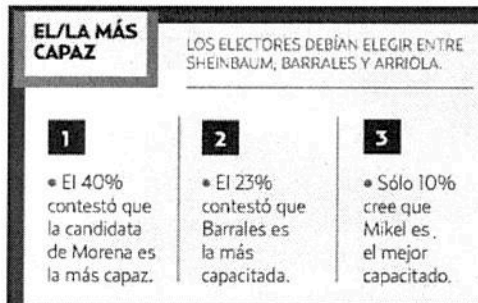 EL/LA MÁS
CAPAZ
LOS ELECTORES DEBÍAN ELEGIR ENTRE
SHEINBAUM, BARRALES Y ARRIOLA.
1
• El 40%
contestó que
la candidata
de Morena es
la más capaz.
2
• El 23%
contestó que
Barrales es
la más
capacitada.
3
• Sólo 10%
cree que
Mikel es
el mejor
capacitado.